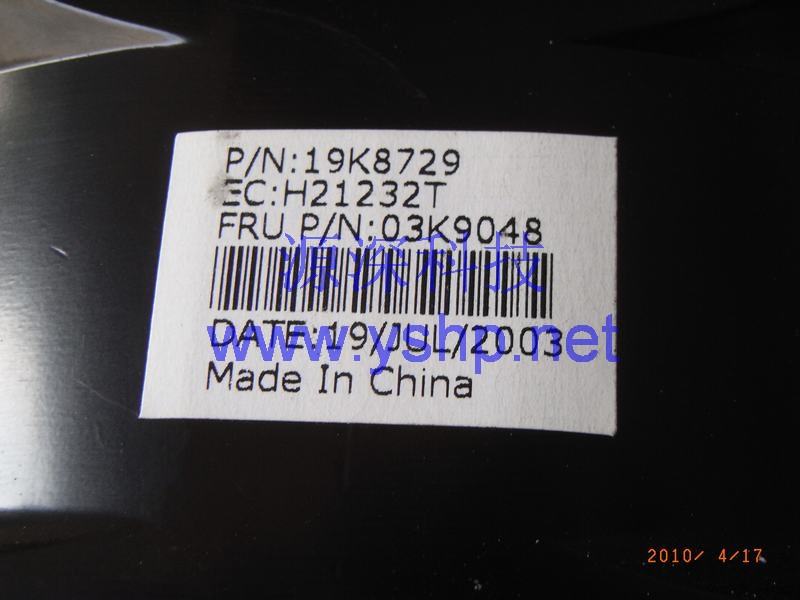 P/N:19K8729
EC:H21232T
FRU P/N:03K9048
源深科技
DATE:19/JUL/2003
www.yshp.net
Made In China
2010/ 4/17